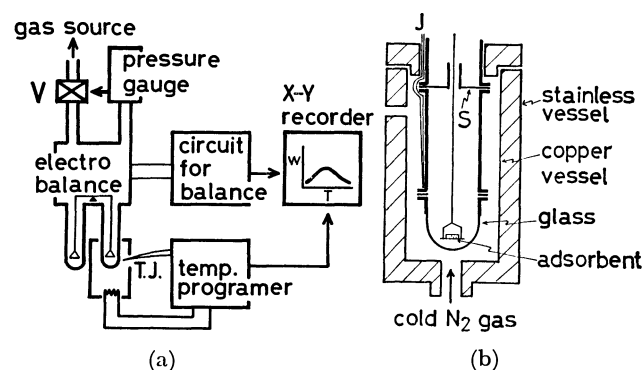 gas source
pressure
gauge
V
X-Y
recorder
electro
balance
circuit
for
balance
W
T
T.J.
temp.
programer
(a)
J
S
stainless
vessel
copper
vessel
glass
adsorbent
cold N₂ gas
(b)